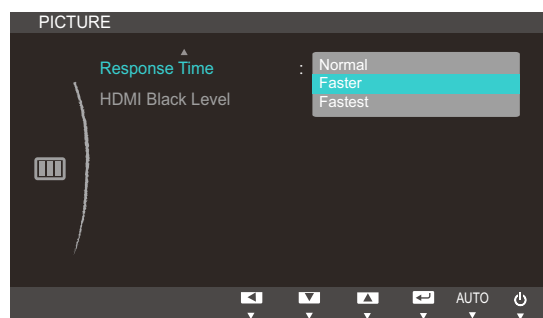 PICTURE
Response Time : Normal
Faster
Fastest
HDMI Black Level
AUTO